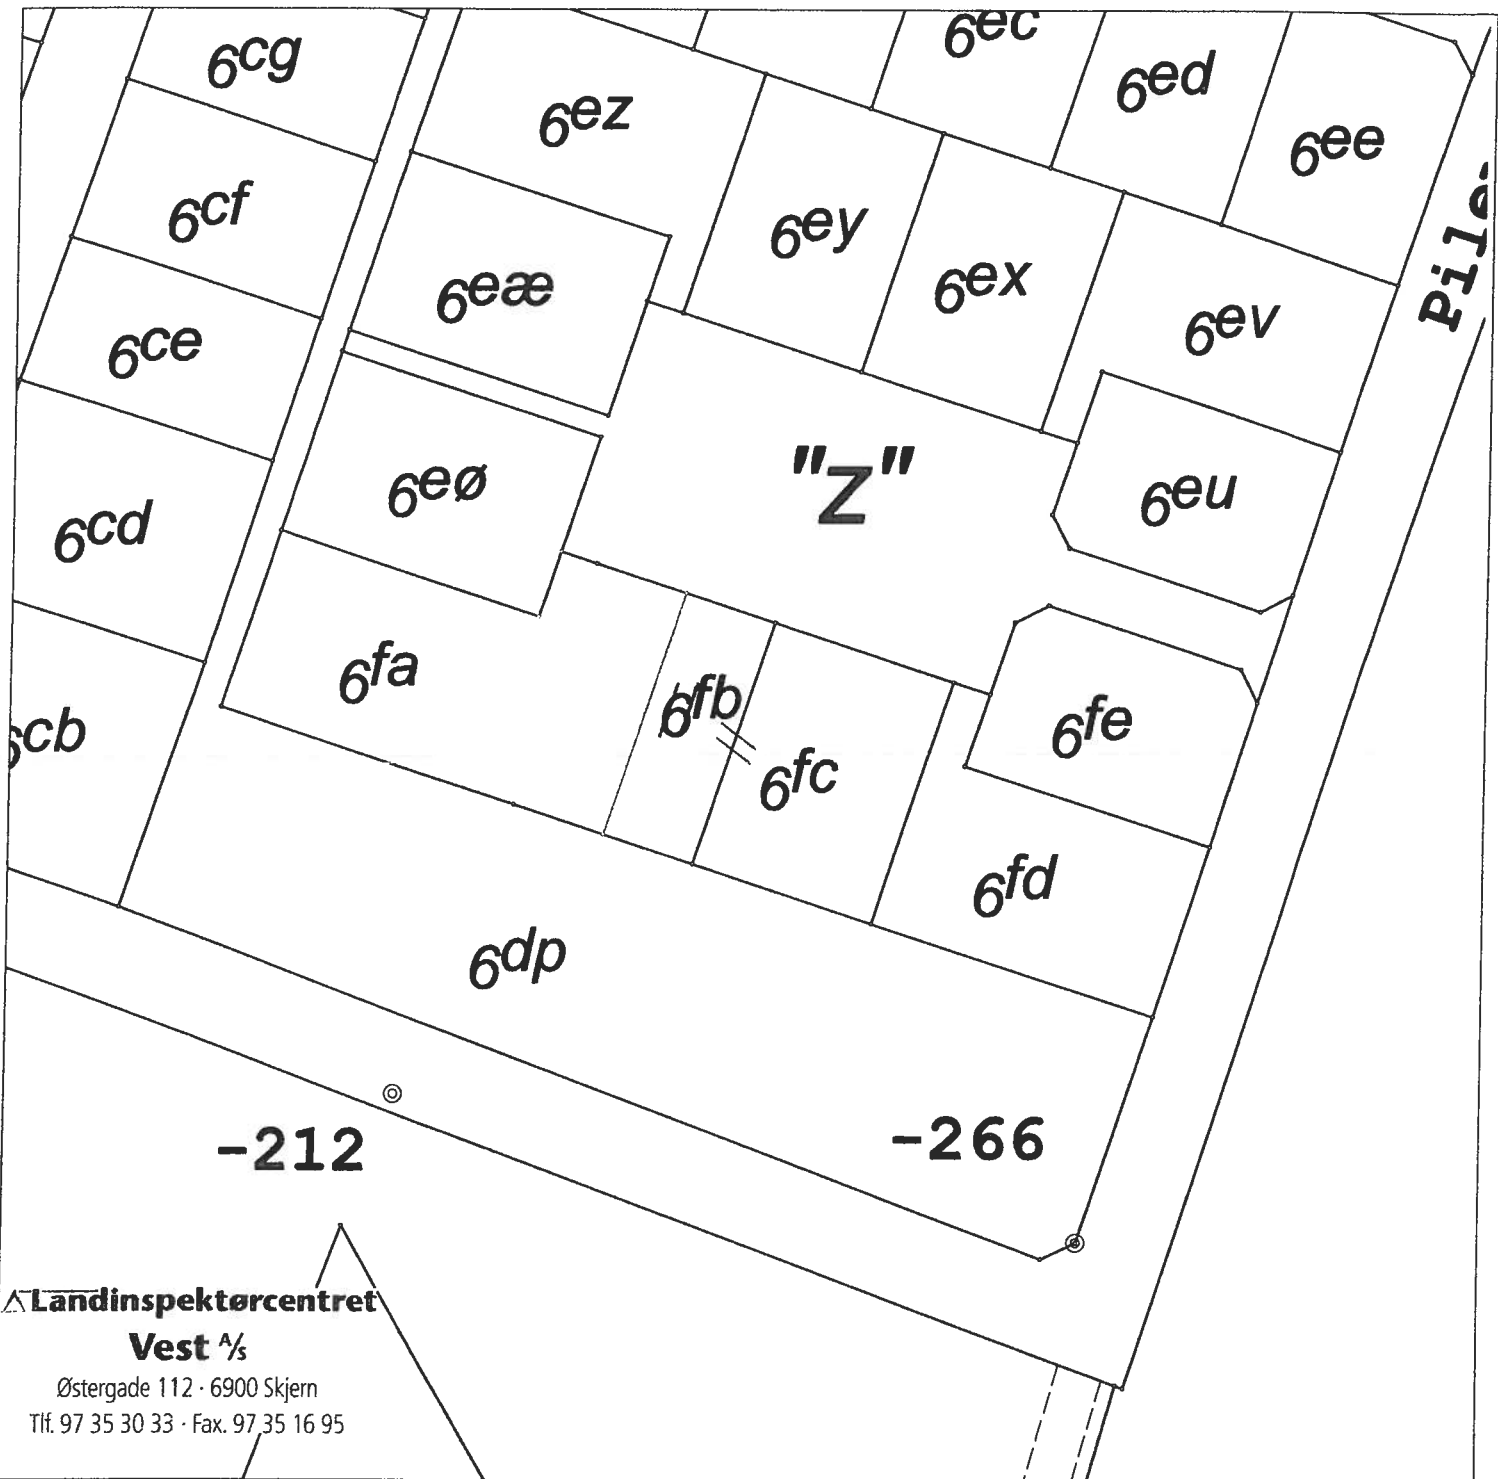 6ec
6cg
6ed
6ez
6ee
6cf
6ey
6ex
6eæ
6ev
6ce
"Z"
6eø
6eu
6cd
6fa
6fb
6fe
6cb
6fc
6fd
6dp
-266
-212
Landinspektørcentret
Vest A/S
Østergade 112 · 6900 Skjern
Tlf. 97 35 30 33 · Fax. 97 35 16 95